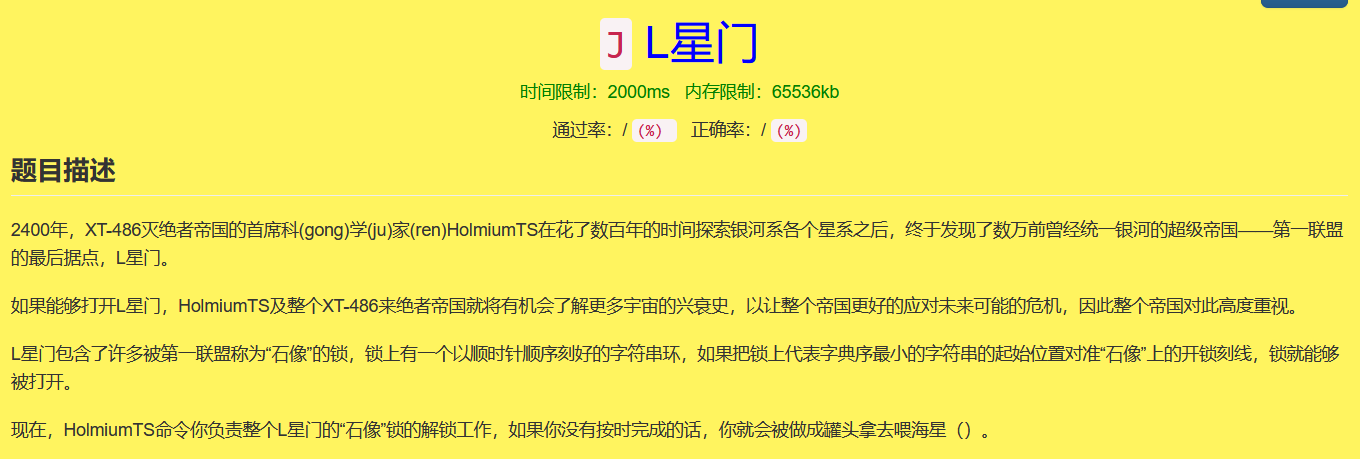 J L星门
时间限制：2000ms 内存限制：65536kb
通过率：/ (%) 正确率：/ (%)
题目描述
2400年，XT-486灭绝者帝国的首席科(gong)学(ju)家(ren)HolmiumTS在花了数百年的时间探索银河系各个星系之后，终于发现了数万前曾经统一银河的超级帝国——第一联盟
的最后据点，L星门。
如果能够打开L星门，HolmiumTS及整个XT-486来绝者帝国就将有机会了解更多宇宙的兴衰史，以让整个帝国更好的应对未来可能的危机，因此整个帝国对此高度重视。
L星门包含了许多被第一联盟称为“石像”的锁，锁上有一个以顺时针顺序刻好的字符串环，如果把锁上代表字典序最小的字符串的起始位置对准“石像”上的开锁刻线，锁就能够
被打开。
现在，HolmiumTS命令你负责整个L星门的“石像”锁的解锁工作，如果你没有按时完成的话，你就会被做成罐头拿去喂海星（）。